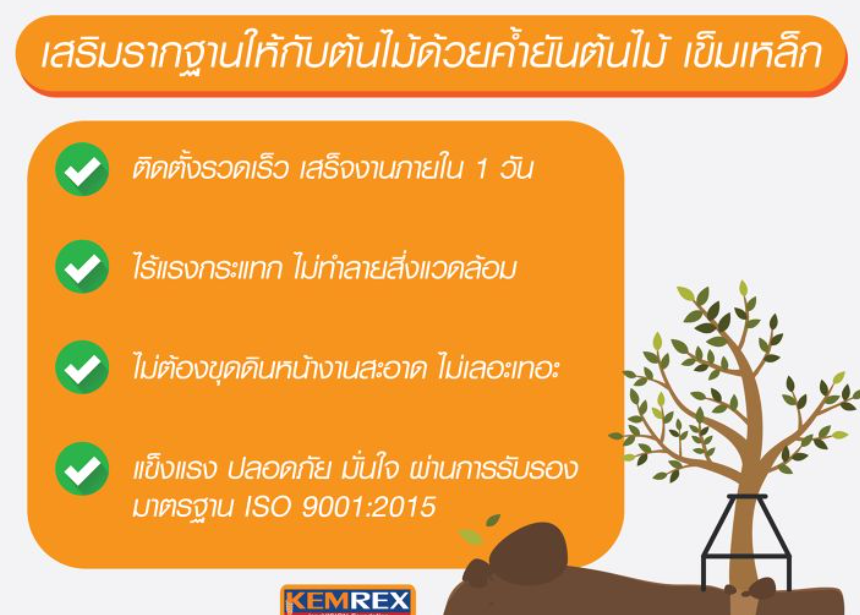 เสริมรากฐานให้กับต้นไม้ด้วยค้ำยันต้นไม้ เข็มเหล็ก
ติดตั้งรวดเร็ว เสร็จงานภายใน 1 วัน
ไร้แรงกระแทก ไม่ทำลายสิ่งแวดล้อม
ไม่ต้องขุดดินหน้างานสะอาด ไม่เลอะเทอะ
แข็งแรง ปลอดภัย มั่นใจ ผ่านการรับรอง
มาตรฐาน ISO 9001:2015
KEMREX